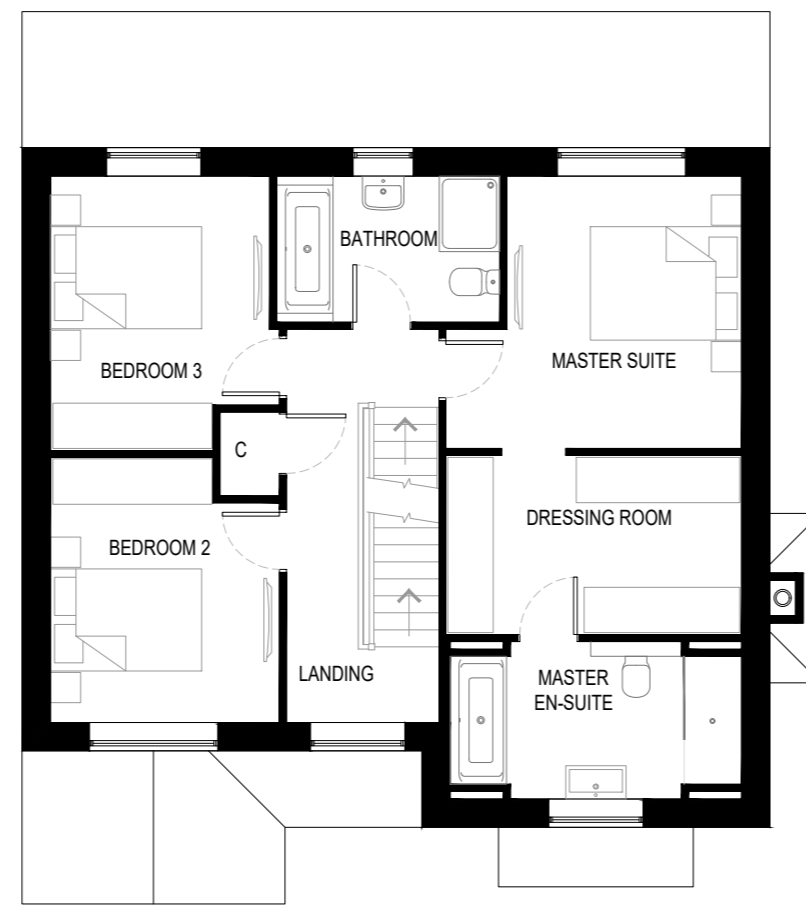 BATHROOM
BEDROOM 3
MASTER SUITE
C
DRESSING ROOM
BEDROOM 2
LANDING
MASTER
EN-SUITE